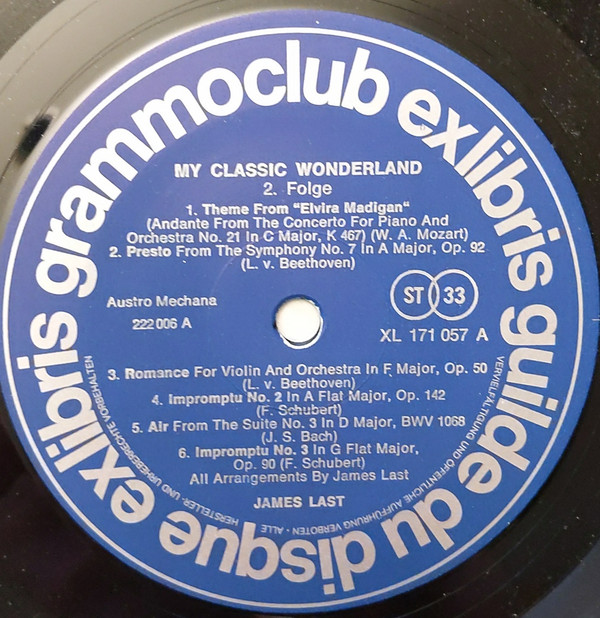 exlibris grammoclub exlibris guilde du disque
MY CLASSIC WONDERLAND
2. Folge
1. Theme From "Elvira Madigan"
(Andante From The Concerto For Piano And
Orchestra No. 21 In C Major, K 467) (W. A. Mozart)
2. Presto From The Symphony No. 7 In A Major, Op. 92
(L. v. Beethoven)
Austro Mechana
222 006 A
ST 33
XL 171 057 A
3. Romance For Violin And Orchestra In F Major, Op. 50
(L. v. Beethoven)
4. Impromptu No. 2 In A Flat Major, Op. 142
(F. Schubert)
5. Air From The Suite No. 3 In D Major, BWV 1068
(J. S. Bach)
6. Impromptu No. 3 In G Flat Major,
Op. 90 (F. Schubert)
All Arrangements By James Last
JAMES LAST
VERVIELFÄLTIGUNG UND ÖFFENTLICHE AUFFÜHRUNG VERBOTEN • ALLE HERSTELLER- UND URHEBERRECHTE VORBEHALTEN